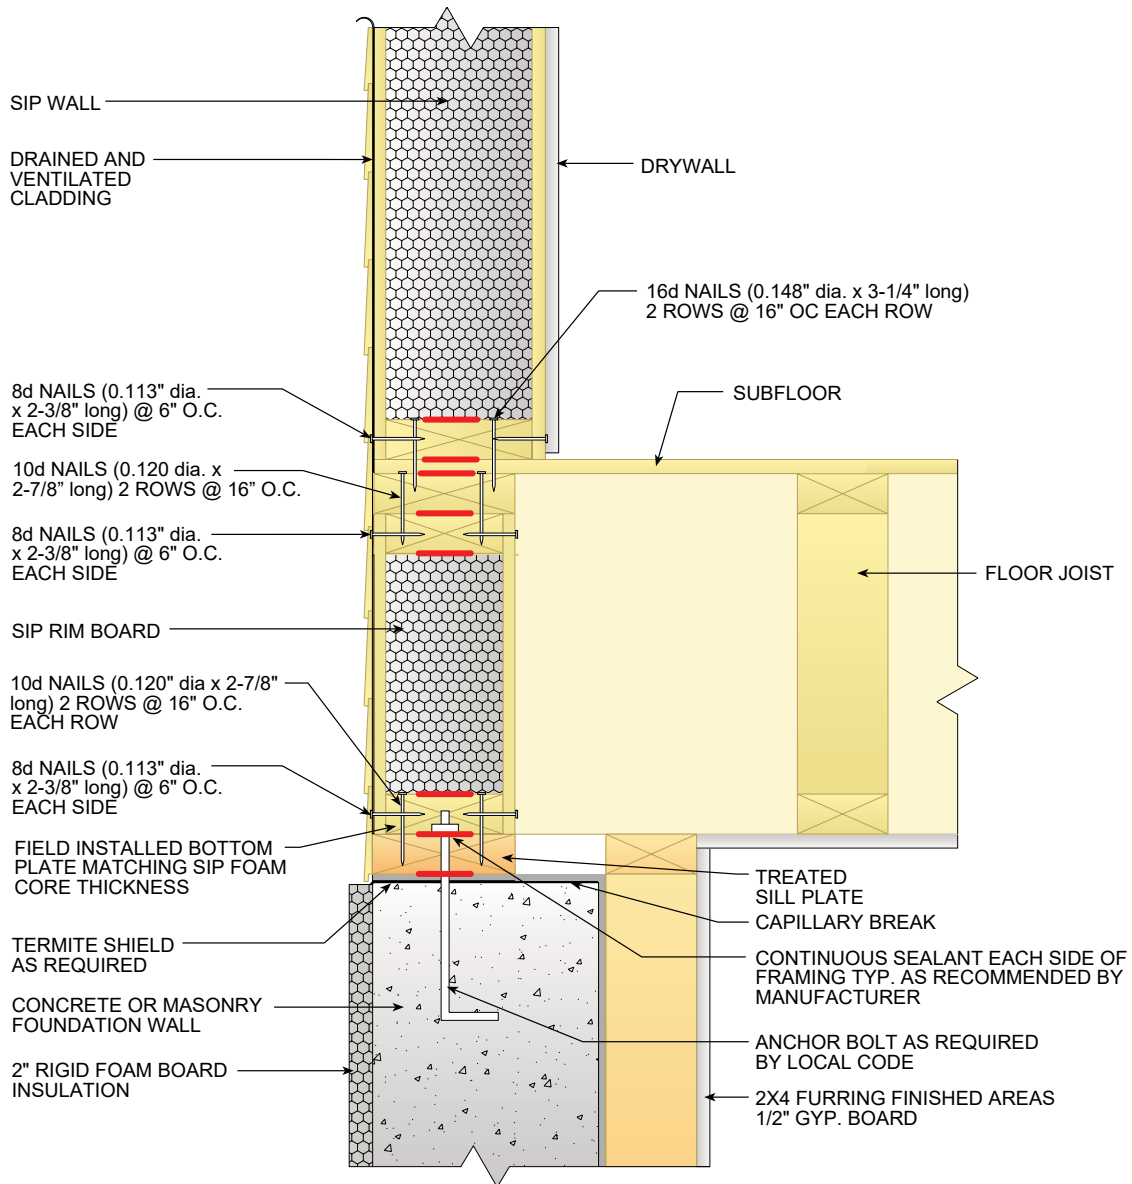 SIP WALL
DRAINED AND
VENTILATED
CLADDING
DRYWALL
16d NAILS (0.148" dia. x 3-1/4" long)
2 ROWS @ 16" OC EACH ROW
8d NAILS (0.113" dia.
x 2-3/8" long) @ 6" O.C.
EACH SIDE
SUBFLOOR
10d NAILS (0.120 dia. x
2-7/8” long) 2 ROWS @ 16” O.C.
8d NAILS (0.113" dia.
x 2-3/8" long) @ 6" O.C.
EACH SIDE
FLOOR JOIST
SIP RIM BOARD
10d NAILS (0.120" dia x 2-7/8"
long) 2 ROWS @ 16" O.C.
EACH ROW
8d NAILS (0.113" dia.
x 2-3/8" long) @ 6" O.C.
EACH SIDE
FIELD INSTALLED BOTTOM
PLATE MATCHING SIP FOAM
CORE THICKNESS
TREATED
SILL PLATE
CAPILLARY BREAK
TERMITE SHIELD
AS REQUIRED
CONTINUOUS SEALANT EACH SIDE OF
FRAMING TYP. AS RECOMMENDED BY
MANUFACTURER
CONCRETE OR MASONRY
FOUNDATION WALL
ANCHOR BOLT AS REQUIRED
BY LOCAL CODE
2" RIGID FOAM BOARD
INSULATION
2X4 FURRING FINISHED AREAS
1/2" GYP. BOARD